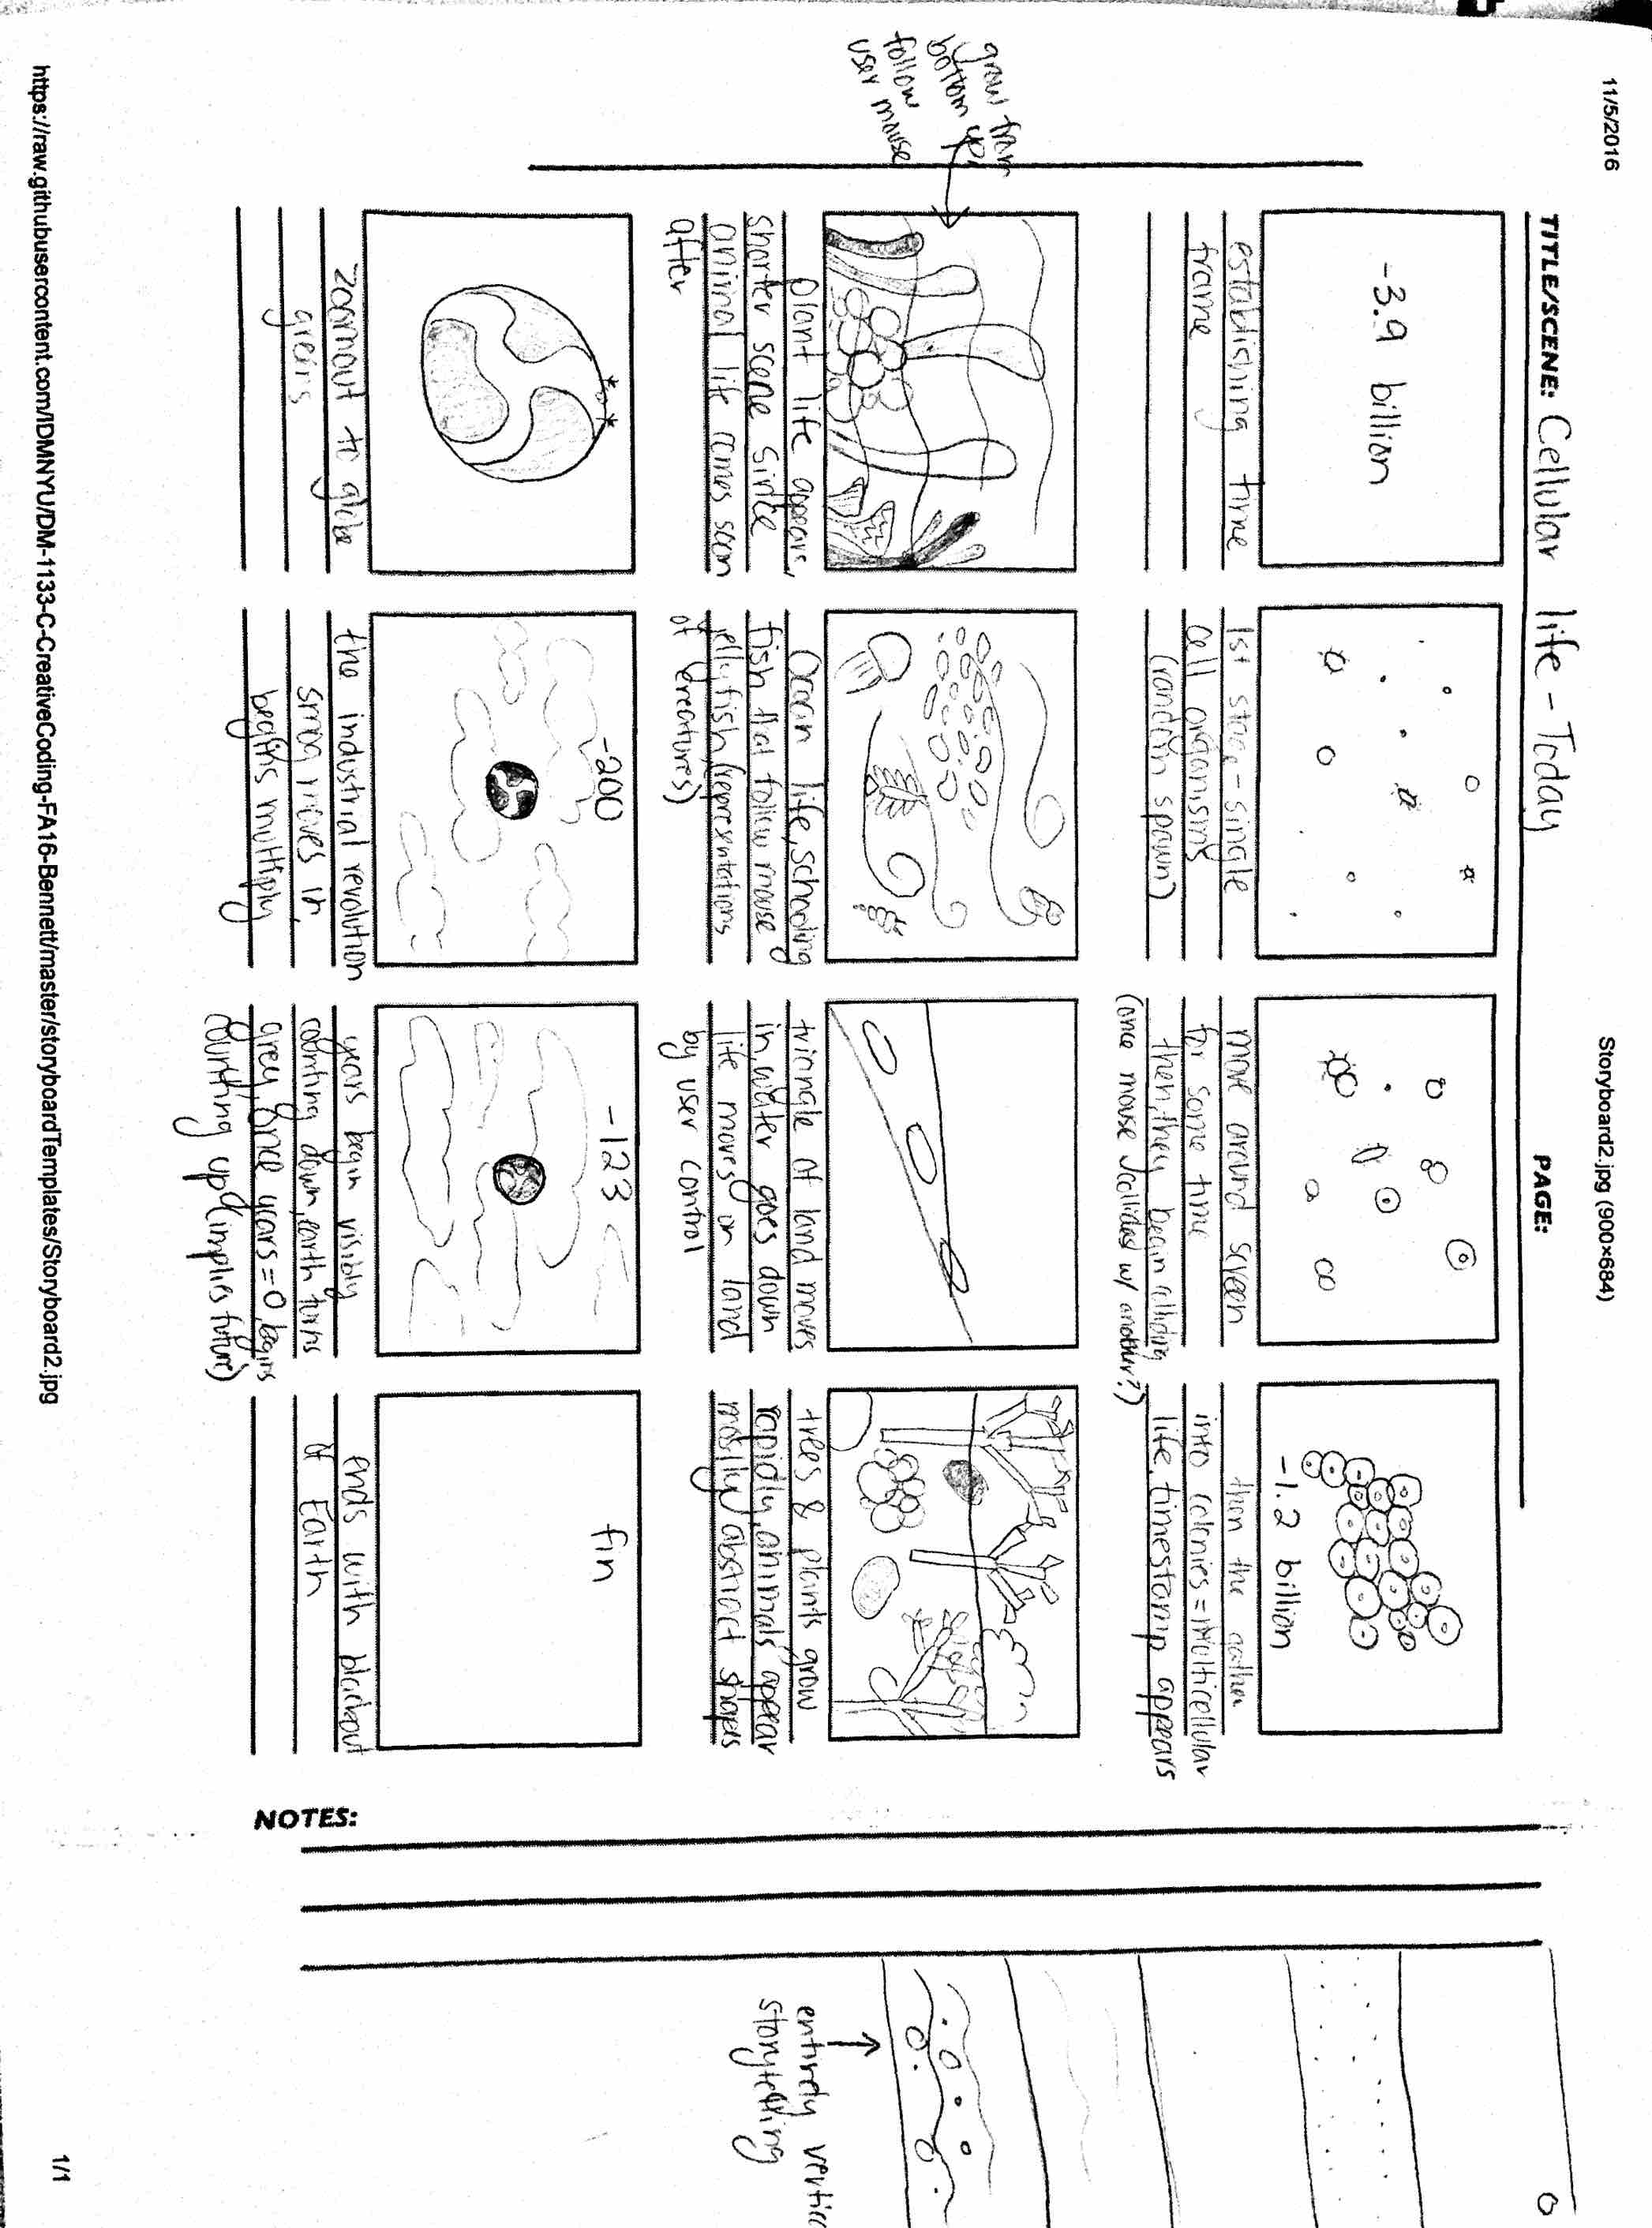 11/5/2016
Storyboard2.jpg (900×684)
TITLE/SCENE: Cellular life - Today
PAGE:
-3.9 billion
establishing time
frame
1st stage - single
cell organisms
(random spawn)
move around screen
for some time
then, they begin colliding
(once mouse collided w/ another?)
-1.2 billion
then the gather
into colonies = multicellular
life, timestamp appears
grow from
bottom up,
follow
user mouse
plant life appears,
shorter scene since
animal life comes soon
after
Ocean life, schooling
fish that follow mouse
jellyfish, (representations
of creatures)
triangle of land moves
in, water goes down
life moves on land
by user control
trees & plants grow
rapidly, animals appear
mostly abstract shapes
zoomout to globe
greens
-200
the industrial revolution
smog moves in,
begins multiply
-123
years begin visibly
counting down, earth turns
grey, once years = 0, begins
counting up (implies future)
fin
ends with blackout
of Earth
NOTES:
entirely
storytelling
https://raw.githubusercontent.com/IDMNYU/DM-1133-C-CreativeCoding-FA16-Bennett/master/storyboardTemplates/Storyboard2.jpg
1/1